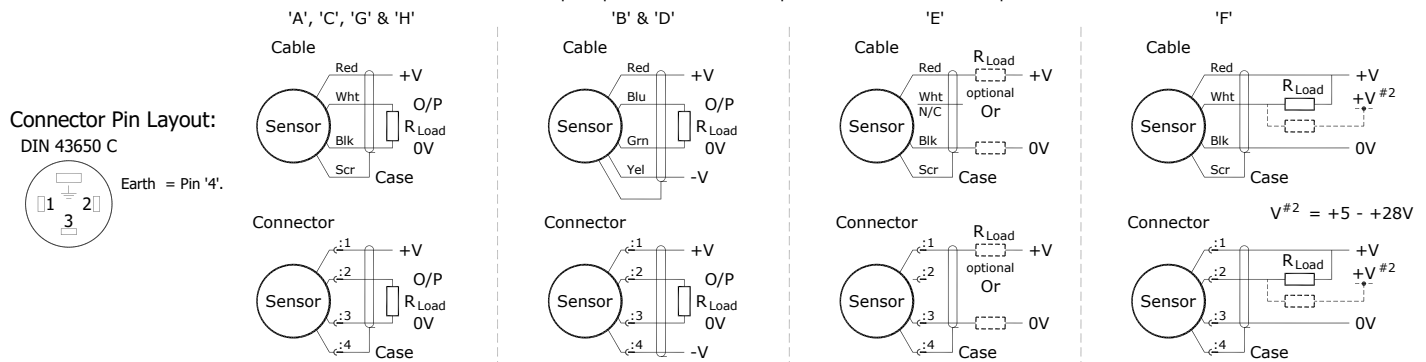 'A', 'C', 'G' & 'H'
Cable
Red
+V
Wht
O/P
Sensor
R Load
Blk
0V
Scr
Case
Connector
:1
+V
:2
O/P
Sensor
R Load
:3
0V
:4
Case
'B' & 'D'
Cable
Red
+V
Blu
O/P
Sensor
R Load
Grn
0V
Yel
-V
Connector
:1
+V
:2
O/P
Sensor
R Load
:3
0V
:4
-V
'E'
Cable
R Load
Red
+V
Wht
optional
N/C
Or
Sensor
Blk
0V
Scr
Case
Connector
R Load
:1
+V
optional
:2
Or
Sensor
:3
0V
:4
Case
'F'
Cable
Red
+V
R Load
Wht
+V #2
Sensor
Blk
0V
Scr
Case
V#2 = +5 - +28V
Connector
:1
+V
R Load
:2
+V #2
Sensor
:3
0V
:4
Case
Connector Pin Layout:
DIN 43650 C
Earth = Pin '4'.
1
2
3